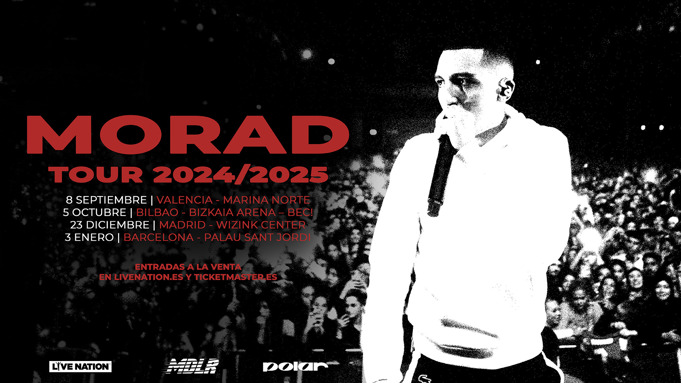 MORAD
TOUR 2024/2025
8 SEPTIEMBRE | VALENCIA - MARINA NORTE
5 OCTUBRE | BILBAO - BIZKAIA ARENA – BEC!
23 DICIEMBRE | MADRID - WIZINK CENTER
3 ENERO | BARCELONA - PALAU SANT JORDI
ENTRADAS A LA VENTA
EN LIVENATION.ES Y TICKETMASTER.ES
LIVE NATION
MDLR
polar